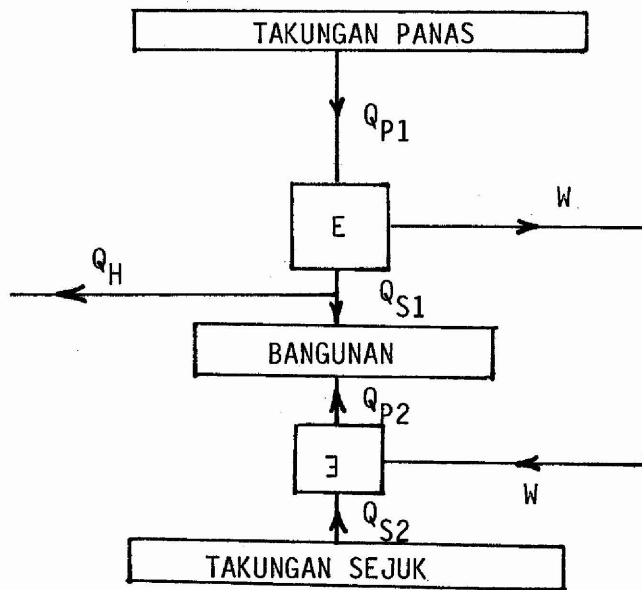 TAKUNGAN PANAS
Q_P1
W
E
Q_H
Q_S1
BANGUNAN
Q_P2
Ǝ
W
Q_S2
TAKUNGAN SEJUK